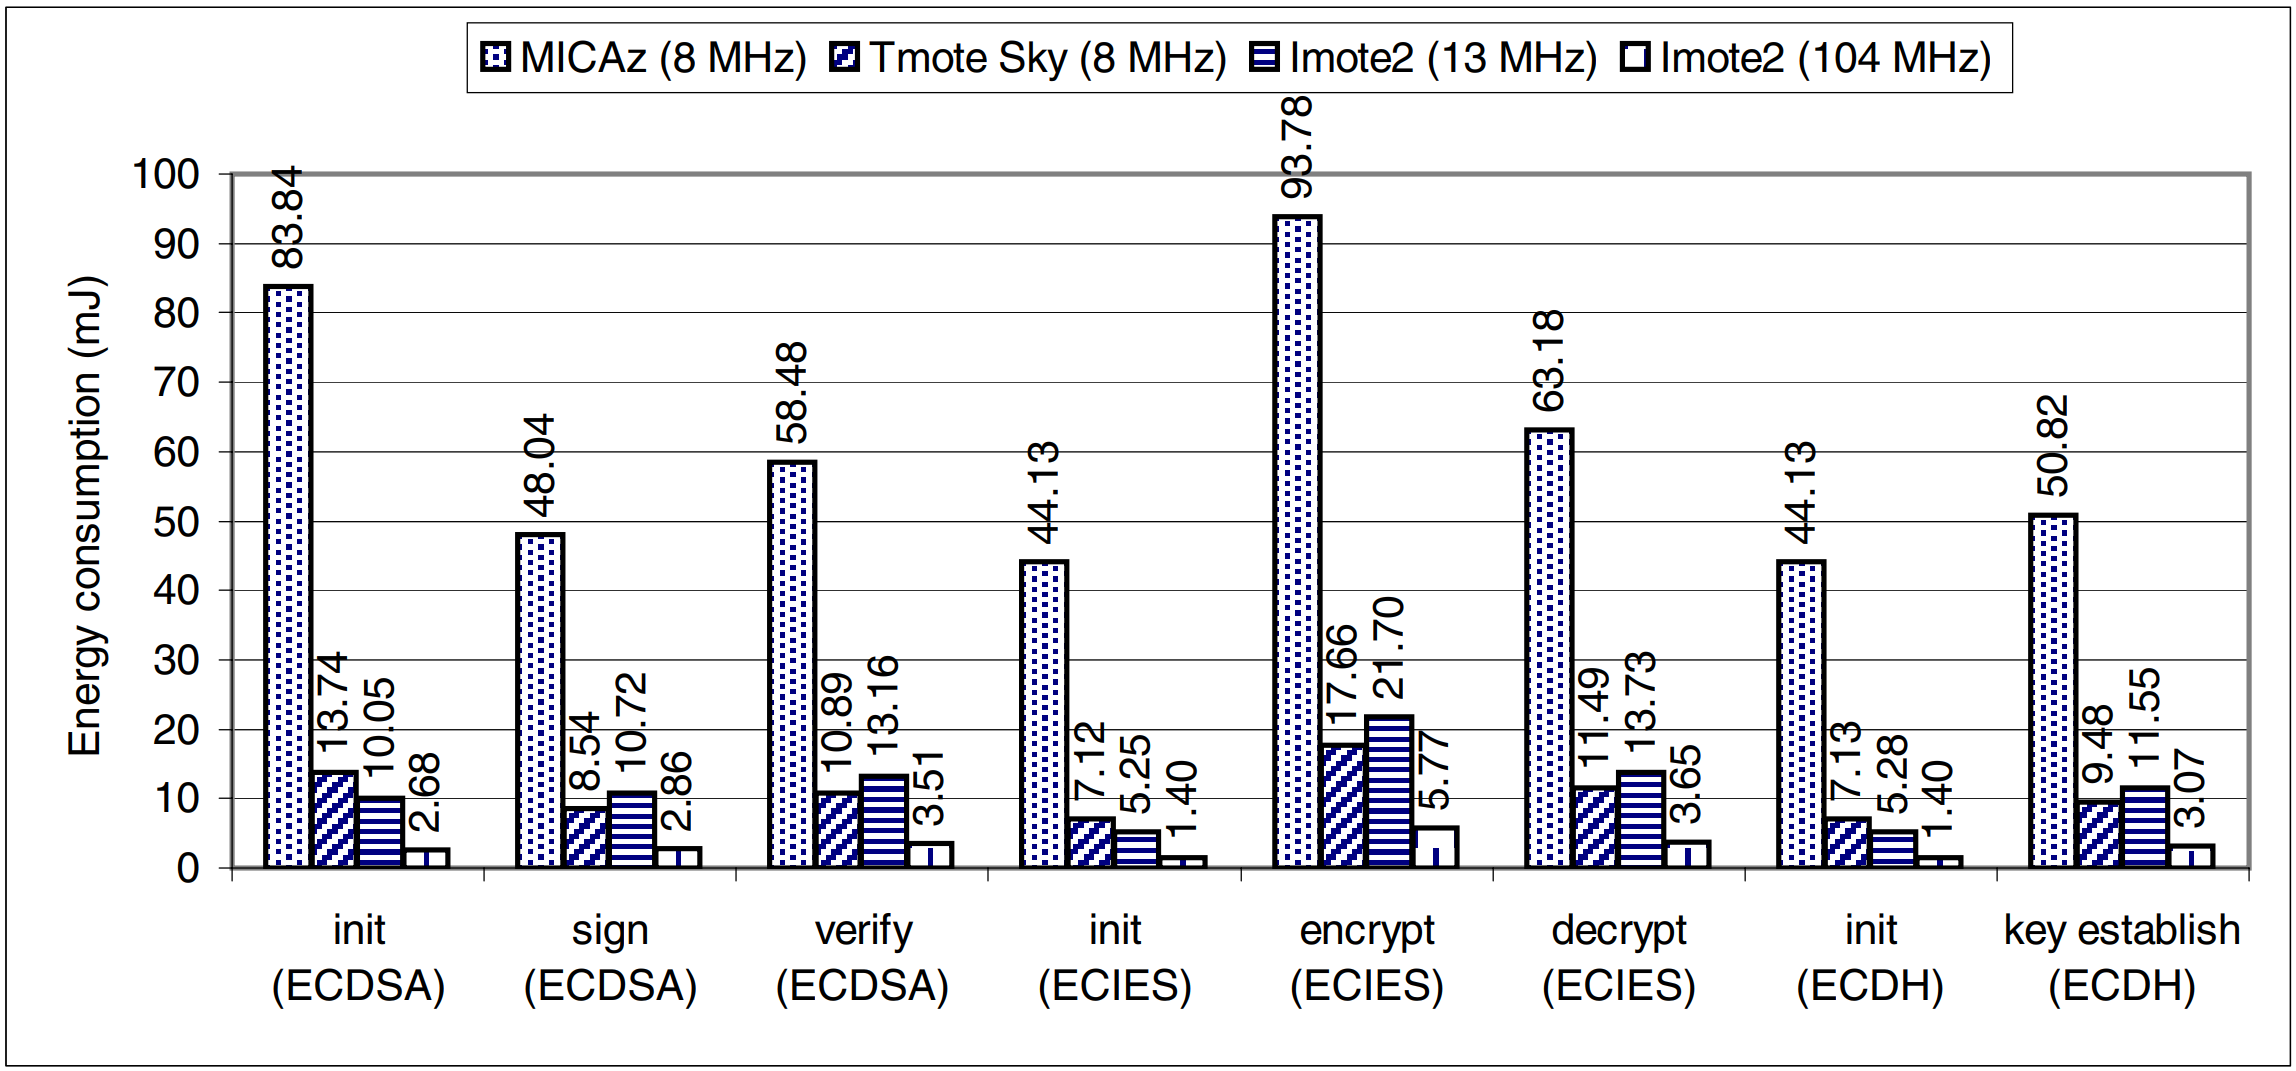 MICAz (8 MHz) Tmote Sky (8 MHz) Imote2 (13 MHz) Imote2 (104 MHz)
Energy consumption (mJ)
100
90
80
70
60
50
40
30
20
10
0
83.84
13.74
10.05
2.68
48.04
8.54
10.72
2.86
58.48
10.89
13.16
3.51
44.13
7.12
5.25
1.40
93.78
17.66
21.70
5.77
63.18
11.49
13.73
3.65
44.13
7.13
5.28
1.40
50.82
9.48
11.55
3.07
init
(ECDSA)
sign
(ECDSA)
verify
(ECDSA)
init
(ECIES)
encrypt
(ECIES)
decrypt
(ECIES)
init
(ECDH)
key establish
(ECDH)